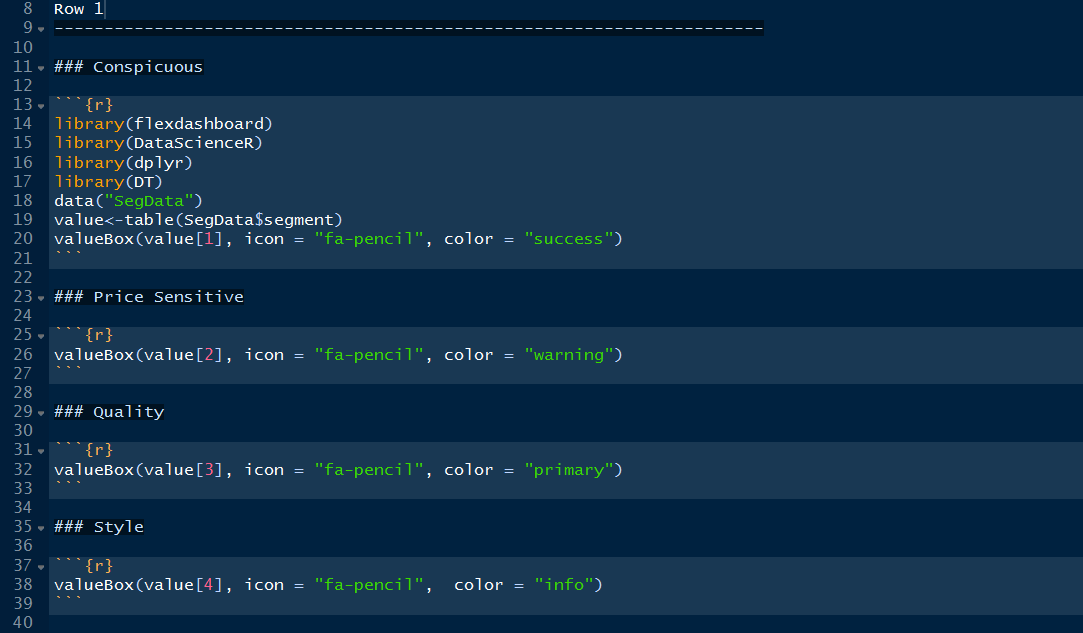 8 Row 1
9 -----------------------------------------------------------------------
10
11 ### Conspicuous
12
13 ```{r}
14 library(flexdashboard)
15 library(DataScienceR)
16 library(dplyr)
17 library(DT)
18 data("SegData")
19 value<-table(SegData$segment)
20 valueBox(value[1], icon = "fa-pencil", color = "success")
21 ```
22
23 ### Price Sensitive
24
25 ```{r}
26 valueBox(value[2], icon = "fa-pencil", color = "warning")
27 ```
28
29 ### Quality
30
31 ```{r}
32 valueBox(value[3], icon = "fa-pencil", color = "primary")
33 ```
34
35 ### Style
36
37 ```{r}
38 valueBox(value[4], icon = "fa-pencil",  color = "info")
39 ```
40